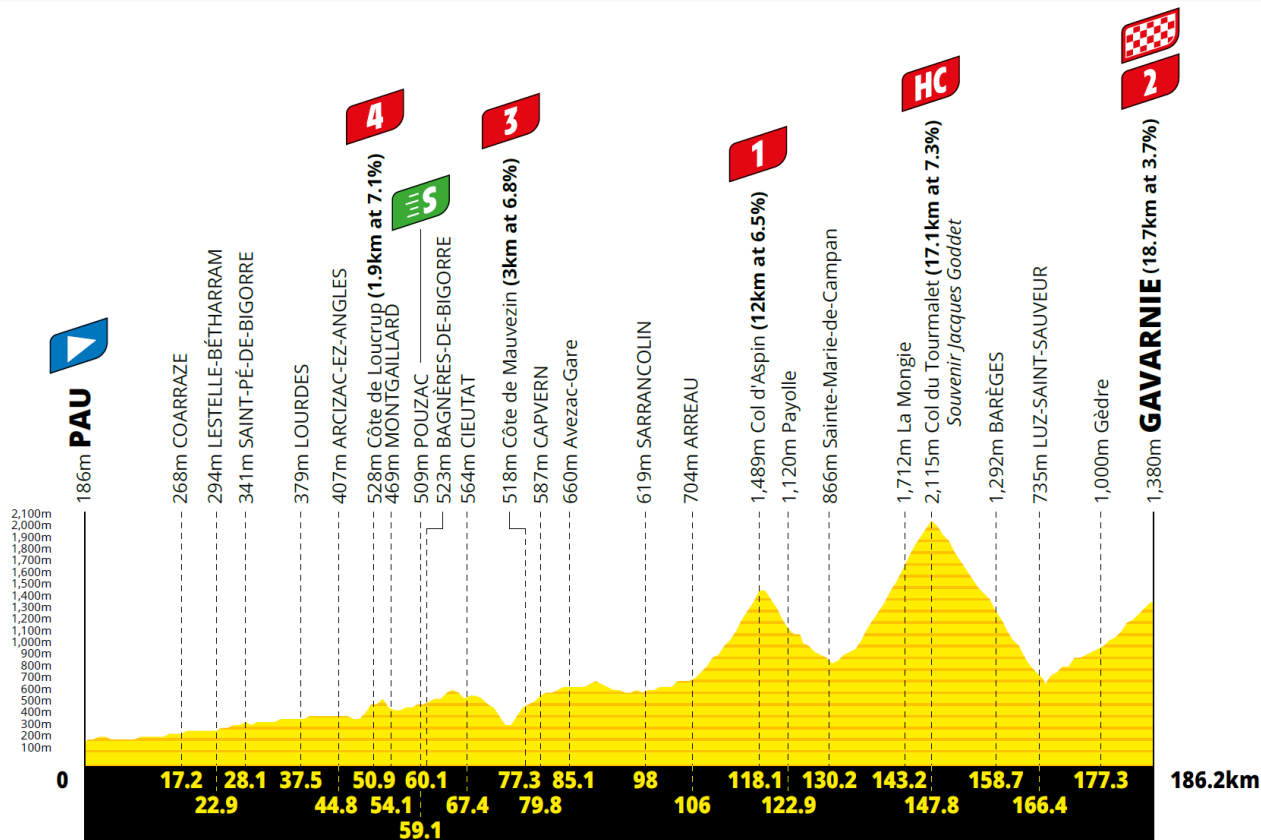 HC
2
4
3
1
S
PAU
186m
268m COARRAZE
294m LESTELLE-BÉTHARRAM
341m SAINT-PÉ-DE-BIGORRE
379m LOURDES
407m ARCIZAC-EZ-ANGLES
528m Côte de Loucrup (1.9km at 7.1%)
469m MONTGAILLARD
509m POUZAC
523m BAGNÈRES-DE-BIGORRE
564m CIEUTAT
518m Côte de Mauvezin (3km at 6.8%)
587m CAPVERN
660m Avezac-Gare
619m SARRANCOLIN
704m ARREAU
1,489m Col d'Aspin (12km at 6.5%)
1,120m Payolle
866m Sainte-Marie-de-Campan
1,712m La Mongie
2,115m Col du Tourmalet (17.1km at 7.3%)
Souvenir Jacques Goddet
1,292m BARÈGES
735m LUZ-SAINT-SAUVEUR
1,000m Gèdre
1,380m GAVARNIE (18.7km at 3.7%)
2,100m
2,000m
1,900m
1,800m
1,700m
1,600m
1,500m
1,400m
1,300m
1,200m
1,100m
1,000m
900m
800m
700m
600m
500m
400m
300m
200m
100m
0 17.2 28.1 37.5 50.9 60.1 77.3 85.1 98 118.1 130.2 143.2 158.7 177.3 186.2km
22.9 44.8 54.1 67.4 79.8 106 122.9 147.8 166.4
59.1